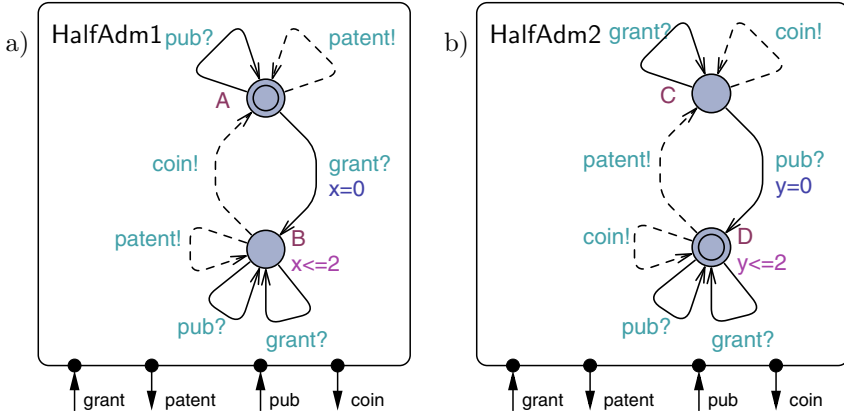 a) HalfAdm1
pub?
patent!
A
coin!
grant?
x=0
patent!
B
x<=2
pub?
grant?
grant
patent
pub
coin
b) HalfAdm2
grant?
coin!
C
patent!
pub?
y=0
coin!
D
y<=2
pub?
grant?
grant
patent
pub
coin